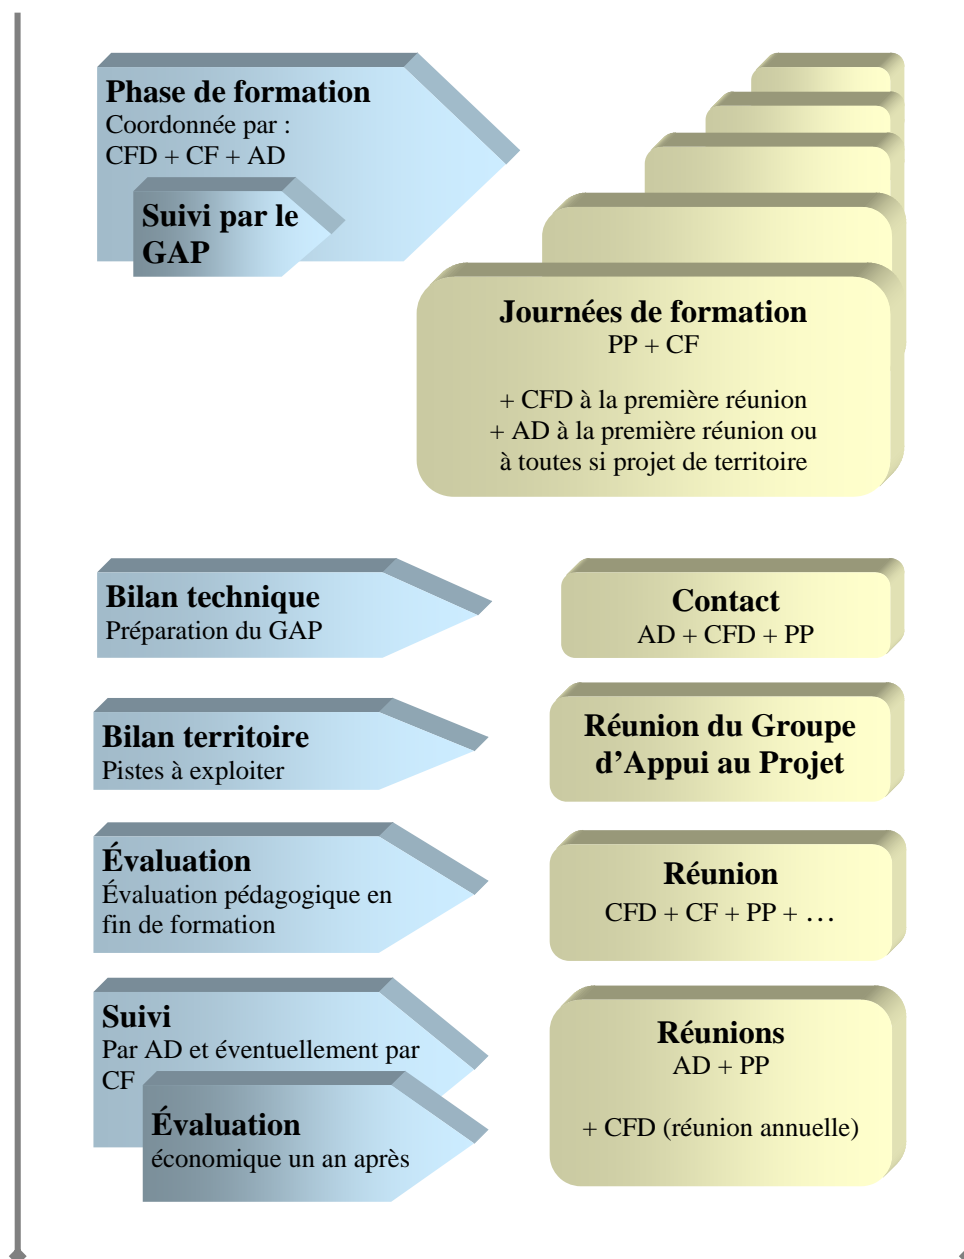 Phase de formation
Coordonnée par :
CFD + CF + AD
Suivi par le
GAP
Journées de formation
PP + CF
+ CFD à la première réunion
+ AD à la première réunion ou
à toutes si projet de territoire
Bilan technique
Préparation du GAP
Contact
AD + CFD + PP
Bilan territoire
Pistes à exploiter
Réunion du Groupe
d’Appui au Projet
Évaluation
Évaluation pédagogique en
fin de formation
Réunion
CFD + CF + PP + …
Suivi
Par AD et éventuellement par
CF
Évaluation
économique un an après
Réunions
AD + PP
+ CFD (réunion annuelle)